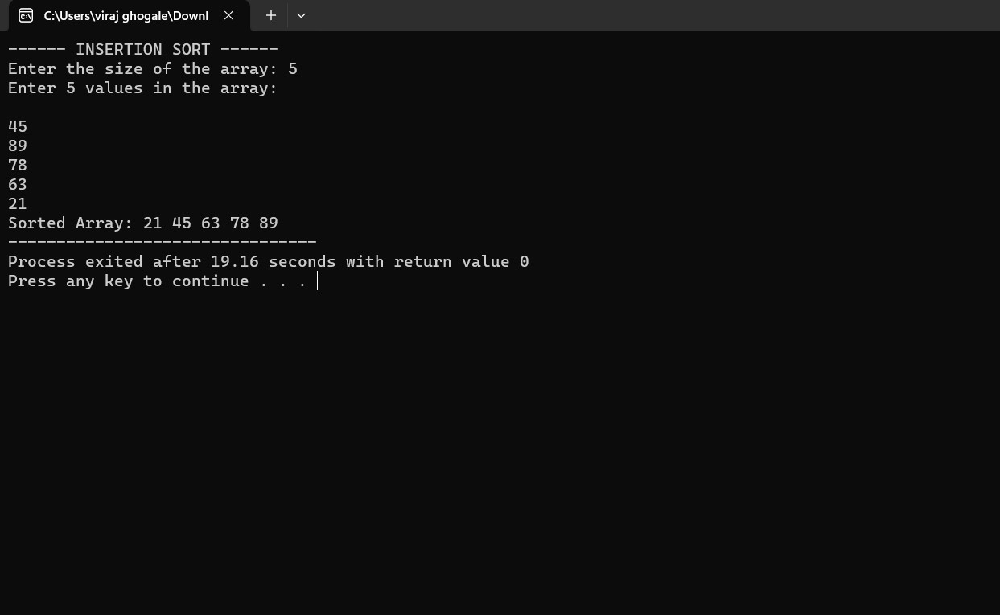 C:\Users\viraj ghogale\Downl
------ INSERTION SORT ------
Enter the size of the array: 5
Enter 5 values in the array:
45
89
78
63
21
Sorted Array: 21 45 63 78 89
--------------------------------
Process exited after 19.16 seconds with return value 0
Press any key to continue . . .